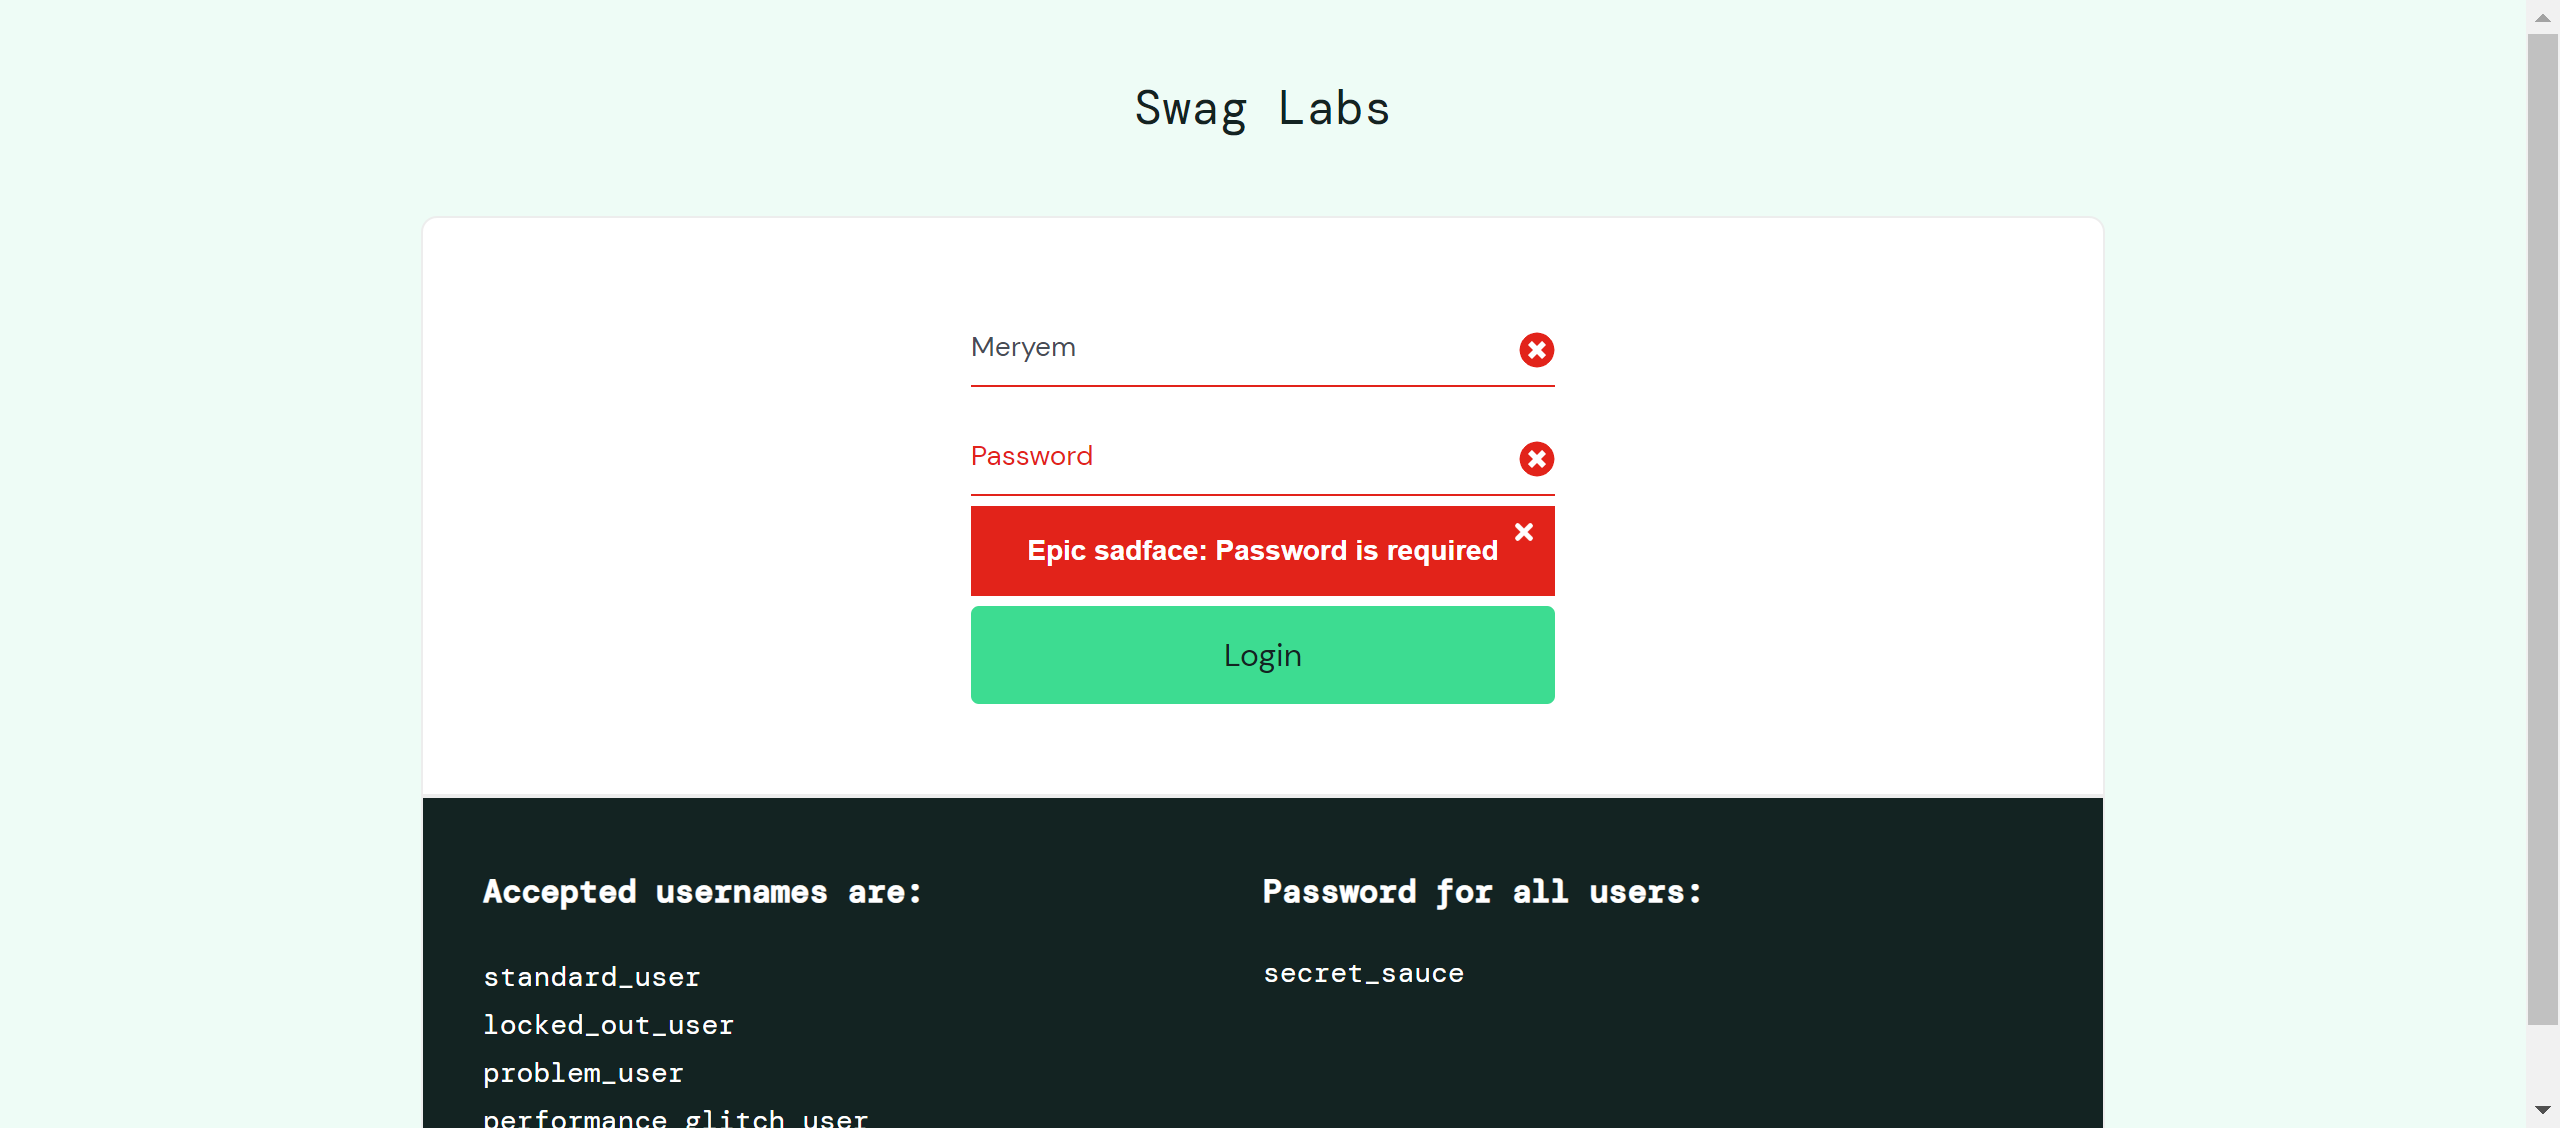 Swag Labs
Meryem
Password
Epic sadface: Password is required
Login
Accepted usernames are:
standard_user
locked_out_user
problem_user
performance_glitch_user
Password for all users:
secret_sauce